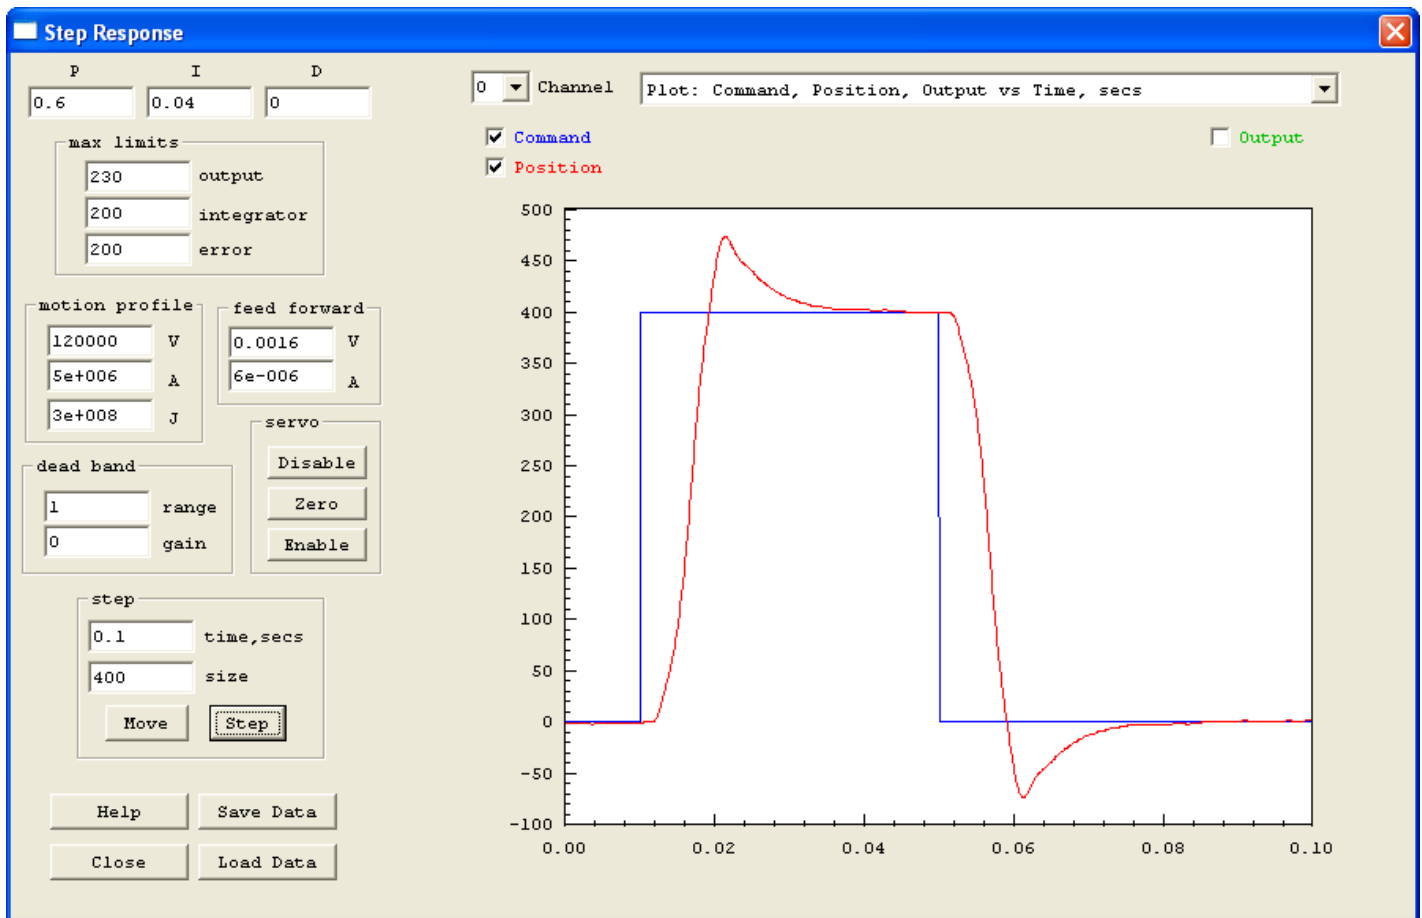 Step Response
P I D
0.6 0.04 0
0 Channel Plot: Command, Position, Output vs Time, secs
Command Output
Position
max limits
230 output
200 integrator
200 error
motion profile
120000 V
5e+006 A
3e+008 J
feed forward
0.0016 V
6e-006 A
servo
Disable
Zero
Enable
dead band
1 range
0 gain
step
0.1 time,secs
400 size
Move Step
Help Save Data
Close Load Data
500
450
400
350
300
250
200
150
100
50
0
-50
-100
0.00 0.02 0.04 0.06 0.08 0.10